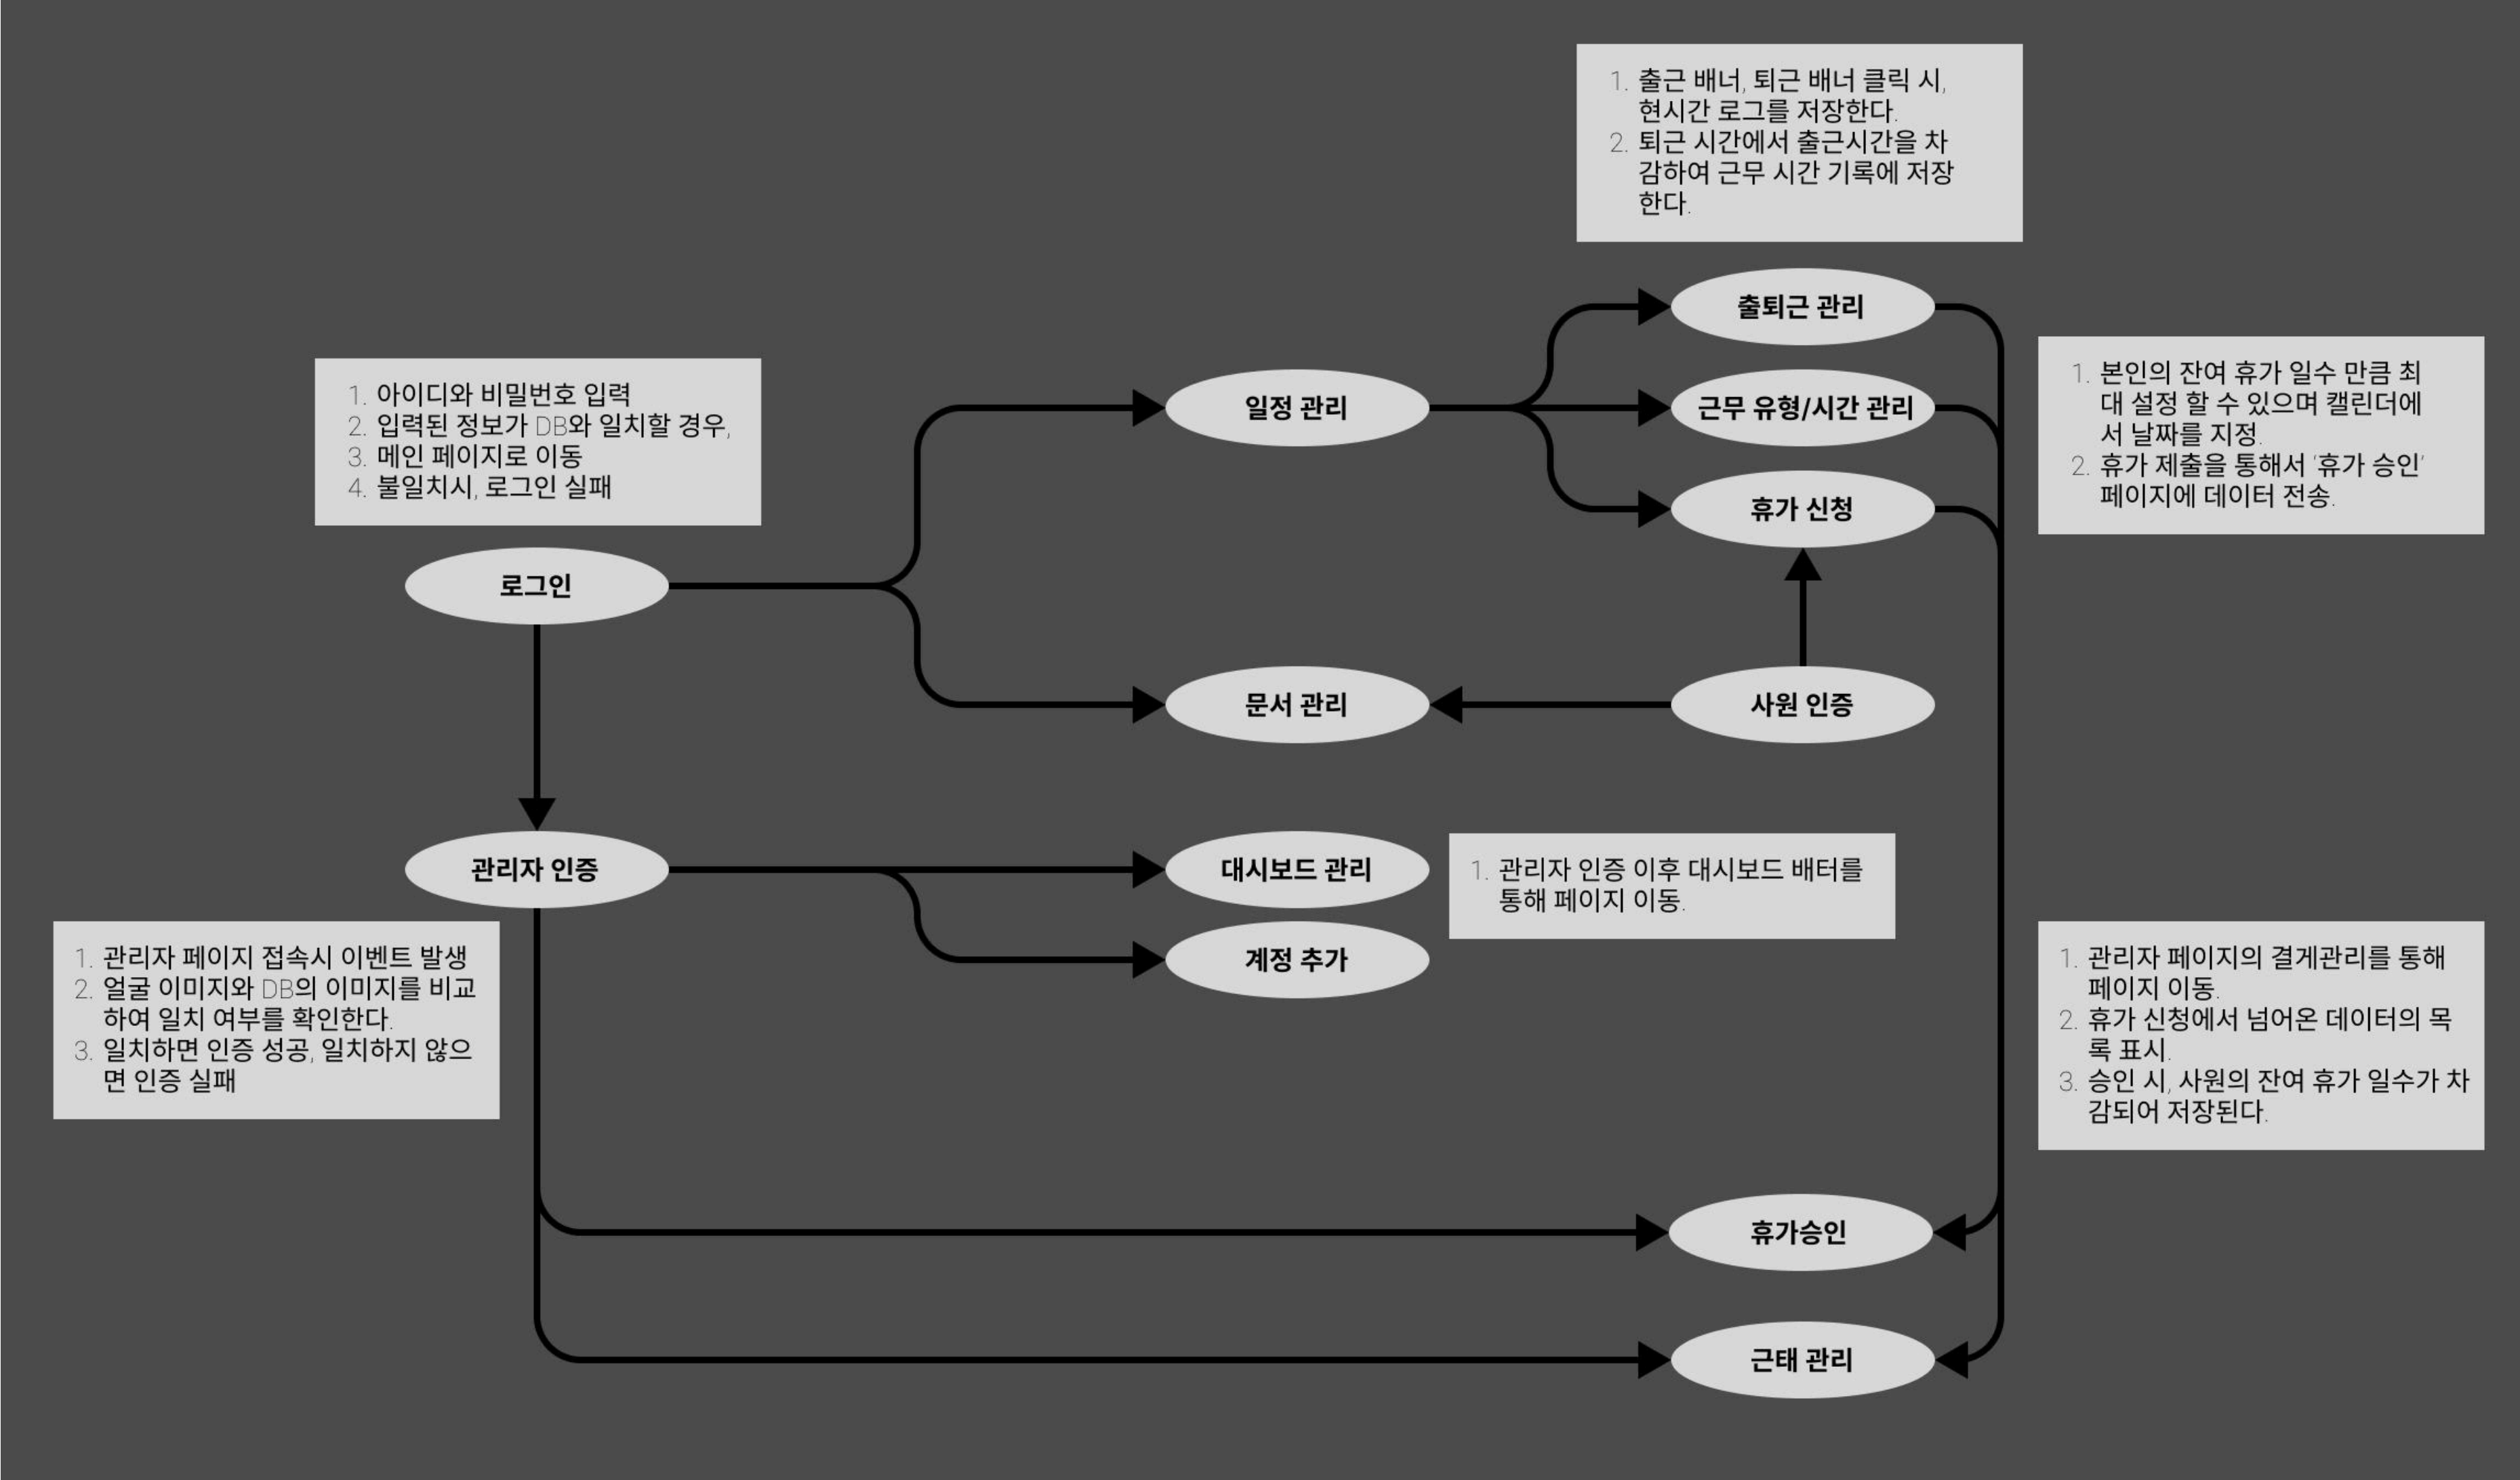 1. 출근 배너, 퇴근 배너 클릭 시,
현시간 로그를 저장한다.
2. 퇴근 시간에서 출근시간을 차
감하여 근무 시간 기록에 저장
한다.
출퇴근 관리
1. 본인의 잔여 휴가 일수 만큼 최
대 설정 할 수 있으며 캘린더에
서 날짜를 지정.
2. 휴가 제출을 통해서 '휴가 승인'
페이지에 데이터 전송.
1. 아이디와 비밀번호 입력
2. 입력된 정보가 DB와 일치할 경우,
3. 메인 페이지로 이동
4. 불일치시, 로그인 실패
일정 관리
근무 유형/시간 관리
휴가 신청
로그인
문서 관리
사원 인증
관리자 인증
대시보드 관리
1. 관리자 인증 이후 대시보드 배터를
통해 페이지 이동.
계정 추가
1. 관리자 페이지 접속시 이벤트 발생
2. 얼굴 이미지와 DB의 이미지를 비교
하여 일치 여부를 확인한다.
3. 일치하면 인증 성공, 일치하지 않으
면 인증 실패
1. 관리자 페이지의 결게관리를 통해
페이지 이동.
2. 휴가 신청에서 넘어온 데이터의 목
록 표시.
3. 승인 시, 사원의 잔여 휴가 일수가 차
감되어 저장된다.
휴가승인
근태 관리